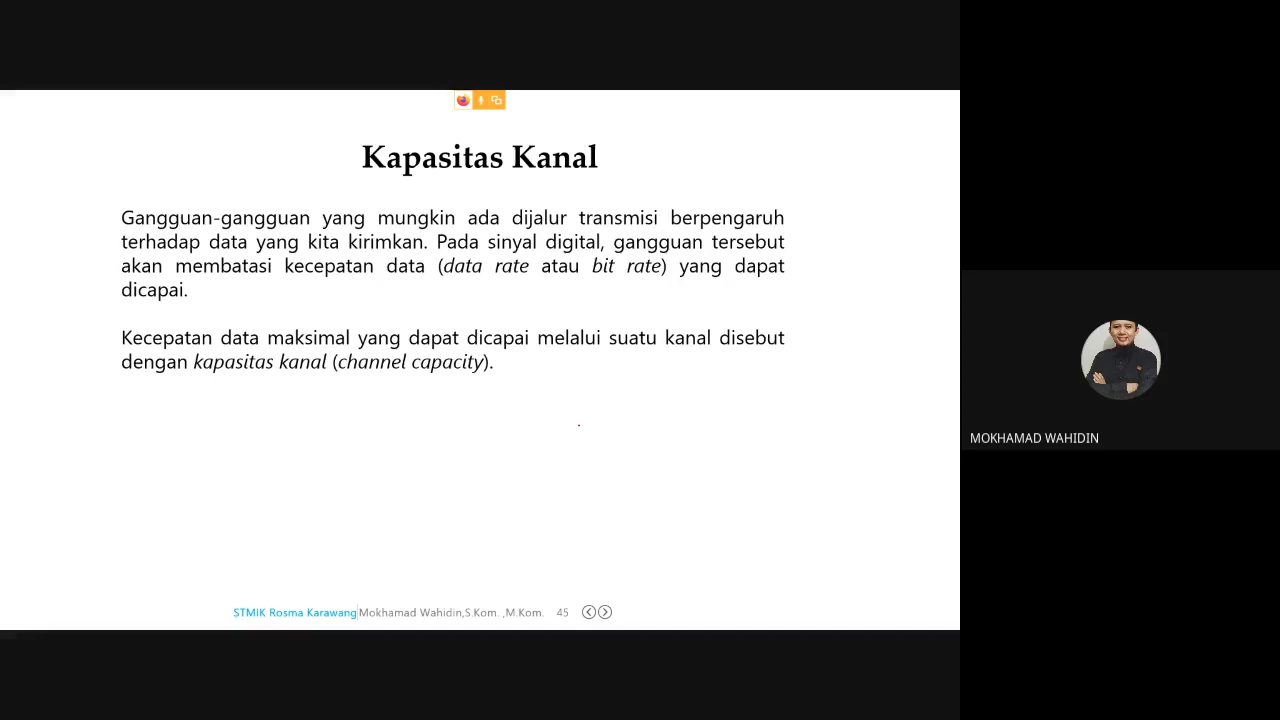 Kapasitas Kanal
Gangguan-gangguan yang mungkin ada dijalur transmisi berpengaruh
terhadap data yang kita kirimkan. Pada sinyal digital, gangguan tersebut
akan membatasi kecepatan data (data rate atau bit rate) yang dapat
dicapai.
Kecepatan data maksimal yang dapat dicapai melalui suatu kanal disebut
dengan kapasitas kanal (channel capacity).
STMIK Rosma Karawang|Mokhamad Wahidin,S.Kom. ,M.Kom. 45
MOKHAMAD WAHIDIN